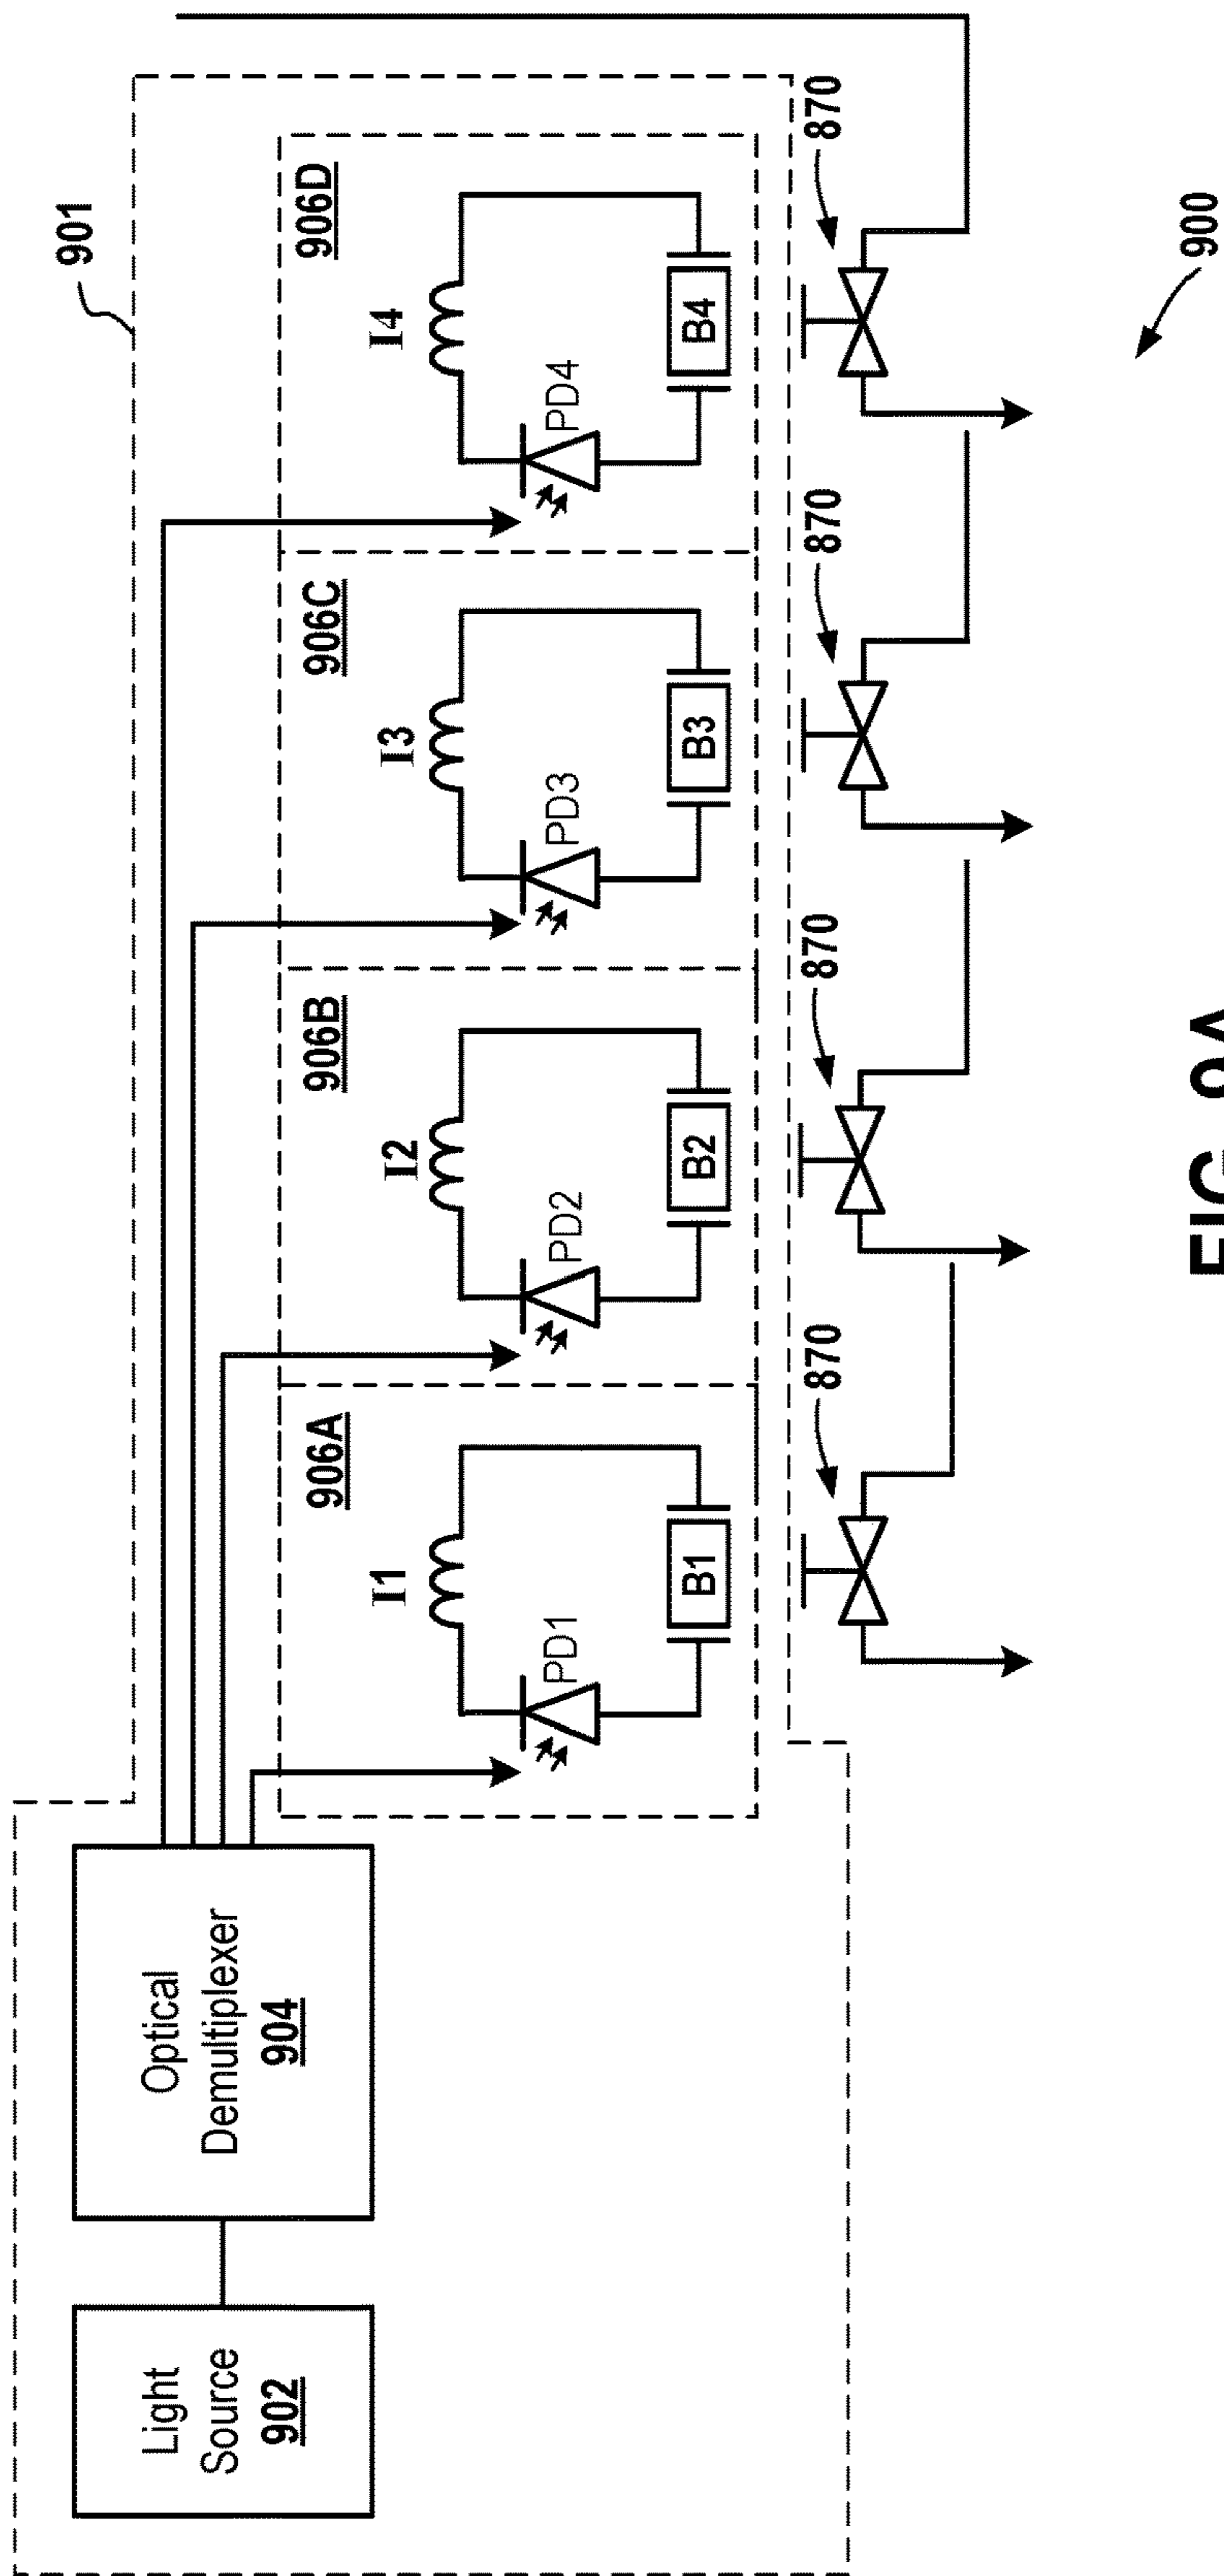 901
Light
Source
902
Optical
Demultiplexer
904
906A
I1
PD1
B1
906B
I2
PD2
B2
906C
I3
PD3
B3
906D
I4
PD4
B4
870
870
870
870
900
FIG. 9A